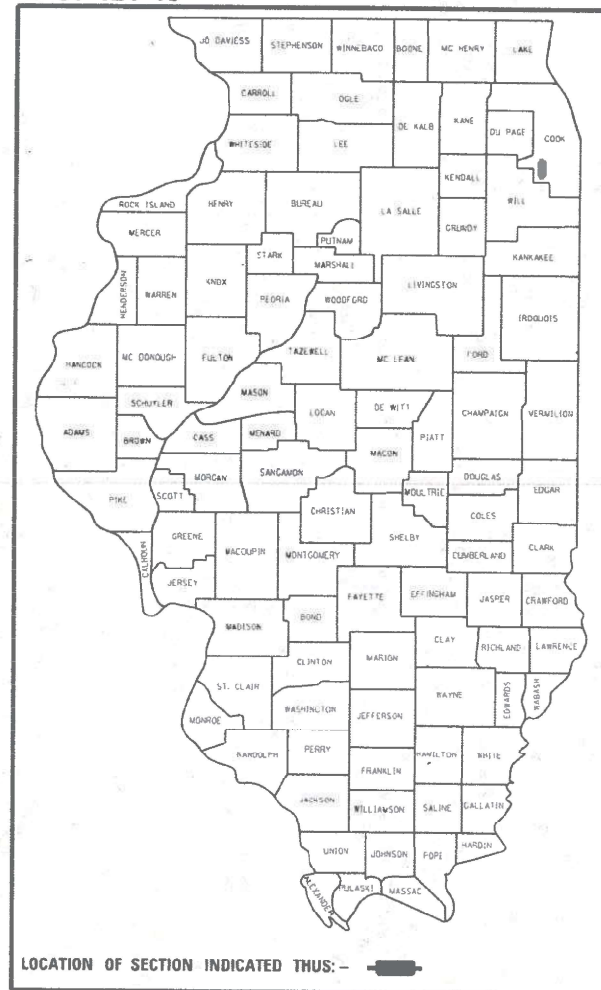 JO DAVIESS STEPHENSON WINNEBAGO BOONE MC HENRY LAKE
CARROLL OGLE DE KALB KANE DU PAGE COOK
WHITESIDE LEE KENDALL WILL
ROCK ISLAND HENRY BUREAU LA SALLE GRUNDY
MERCER PUTNAM KANKAKEE
STARK MARSHALL
HENDERSON WARREN KNOX PEORIA WOODFORD LIVINGSTON IROQUOIS
HANCOCK MC DONOUGH FULTON TAZEWELL MC LEAN FORD
MASON
SCHUYLER LOGAN DE WITT CHAMPAIGN VERMILION
ADAMS BROWN CASS MENARD PIATT
MACON
MORGAN SANGAMON DOUGLAS
PIKE SCOTT MOULTRIE EDGAR
CHRISTIAN COLES
GREENE SHELBY
CALHOUN MACOUPIN MONTGOMERY CUMBERLAND CLARK
JERSEY
FAYETTE EFFINGHAM JASPER CRAWFORD
MADISON BOND
CLAY RICHLAND LAWRENCE
CLINTON MARION
ST. CLAIR WAYNE EDWARDS WABASH
MONROE WASHINGTON JEFFERSON
RANDOLPH PERRY HAMILTON WHITE
FRANKLIN
JACKSON WILLIAMSON SALINE GALLATIN
UNION JOHNSON POPE HARDIN
ALEXANDER PULASKI MASSAC
LOCATION OF SECTION INDICATED THUS: -